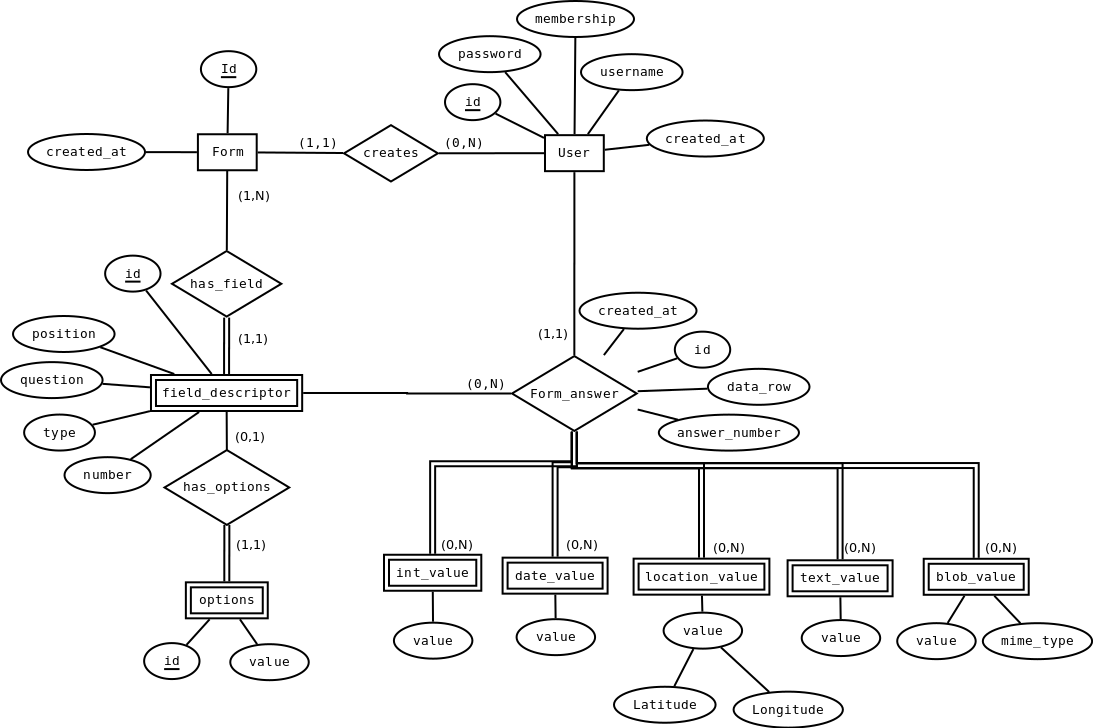 membership
password
username
Id
id
created_at
created_at
Form
(1,1)
creates
(0,N)
User
(1,N)
id
has_field
created_at
position
(1,1)
(1,1)
id
question
field_descriptor
(0,N)
Form_answer
data_row
type
(0,1)
answer_number
number
has_options
(1,1)
(0,N)
(0,N)
(0,N)
(0,N)
(0,N)
int_value
date_value
location_value
text_value
blob_value
options
value
value
value
value
value
mime_type
id
value
Latitude
Longitude